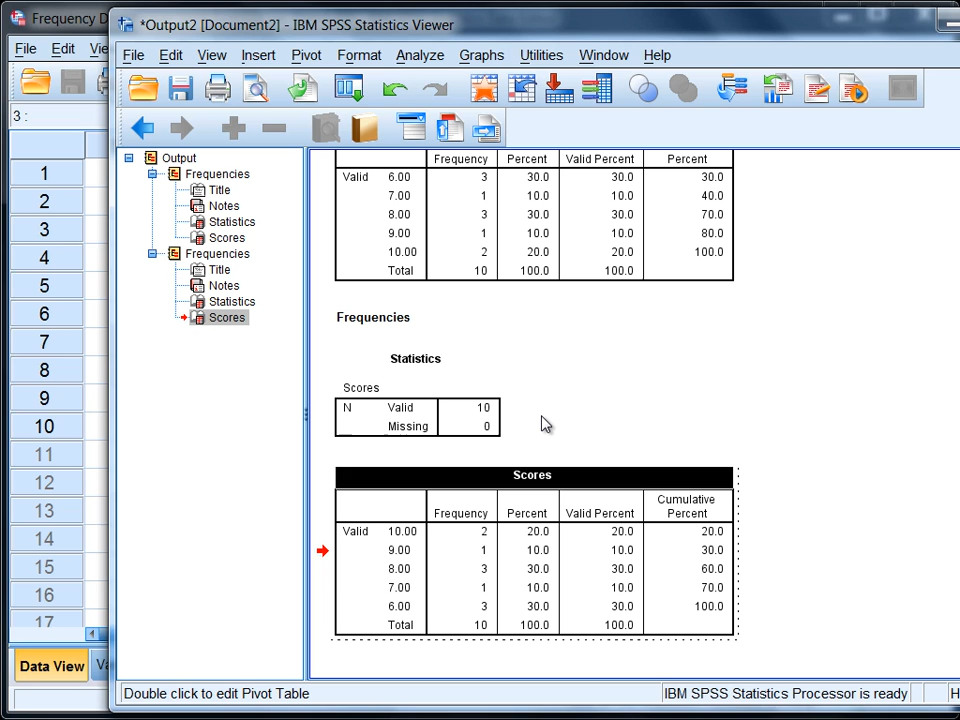 Frequency D
*Output2 [Document2] - IBM SPSS Statistics Viewer
File Edit
File Edit View Insert Pivot Format Analyze Graphs Utilities Window Help
3 :
1
2
3
4
5
6
7
8
9
10
11
12
13
14
15
16
17
Data View
Output
Frequencies
Title
Notes
Statistics
Scores
Frequencies
Title
Notes
Statistics
Scores
Frequency Percent Valid Percent Percent
Valid 6.00 3 30.0 30.0 30.0
7.00 1 10.0 10.0 40.0
8.00 3 30.0 30.0 70.0
9.00 1 10.0 10.0 80.0
10.00 2 20.0 20.0 100.0
Total 10 100.0 100.0
Frequencies
Statistics
Scores
N Valid 10
Missing 0
Scores
Cumulative
Frequency Percent Valid Percent Percent
Valid 10.00 2 20.0 20.0 20.0
9.00 1 10.0 10.0 30.0
8.00 3 30.0 30.0 60.0
7.00 1 10.0 10.0 70.0
6.00 3 30.0 30.0 100.0
Total 10 100.0 100.0
Double click to edit Pivot Table
IBM SPSS Statistics Processor is ready
H